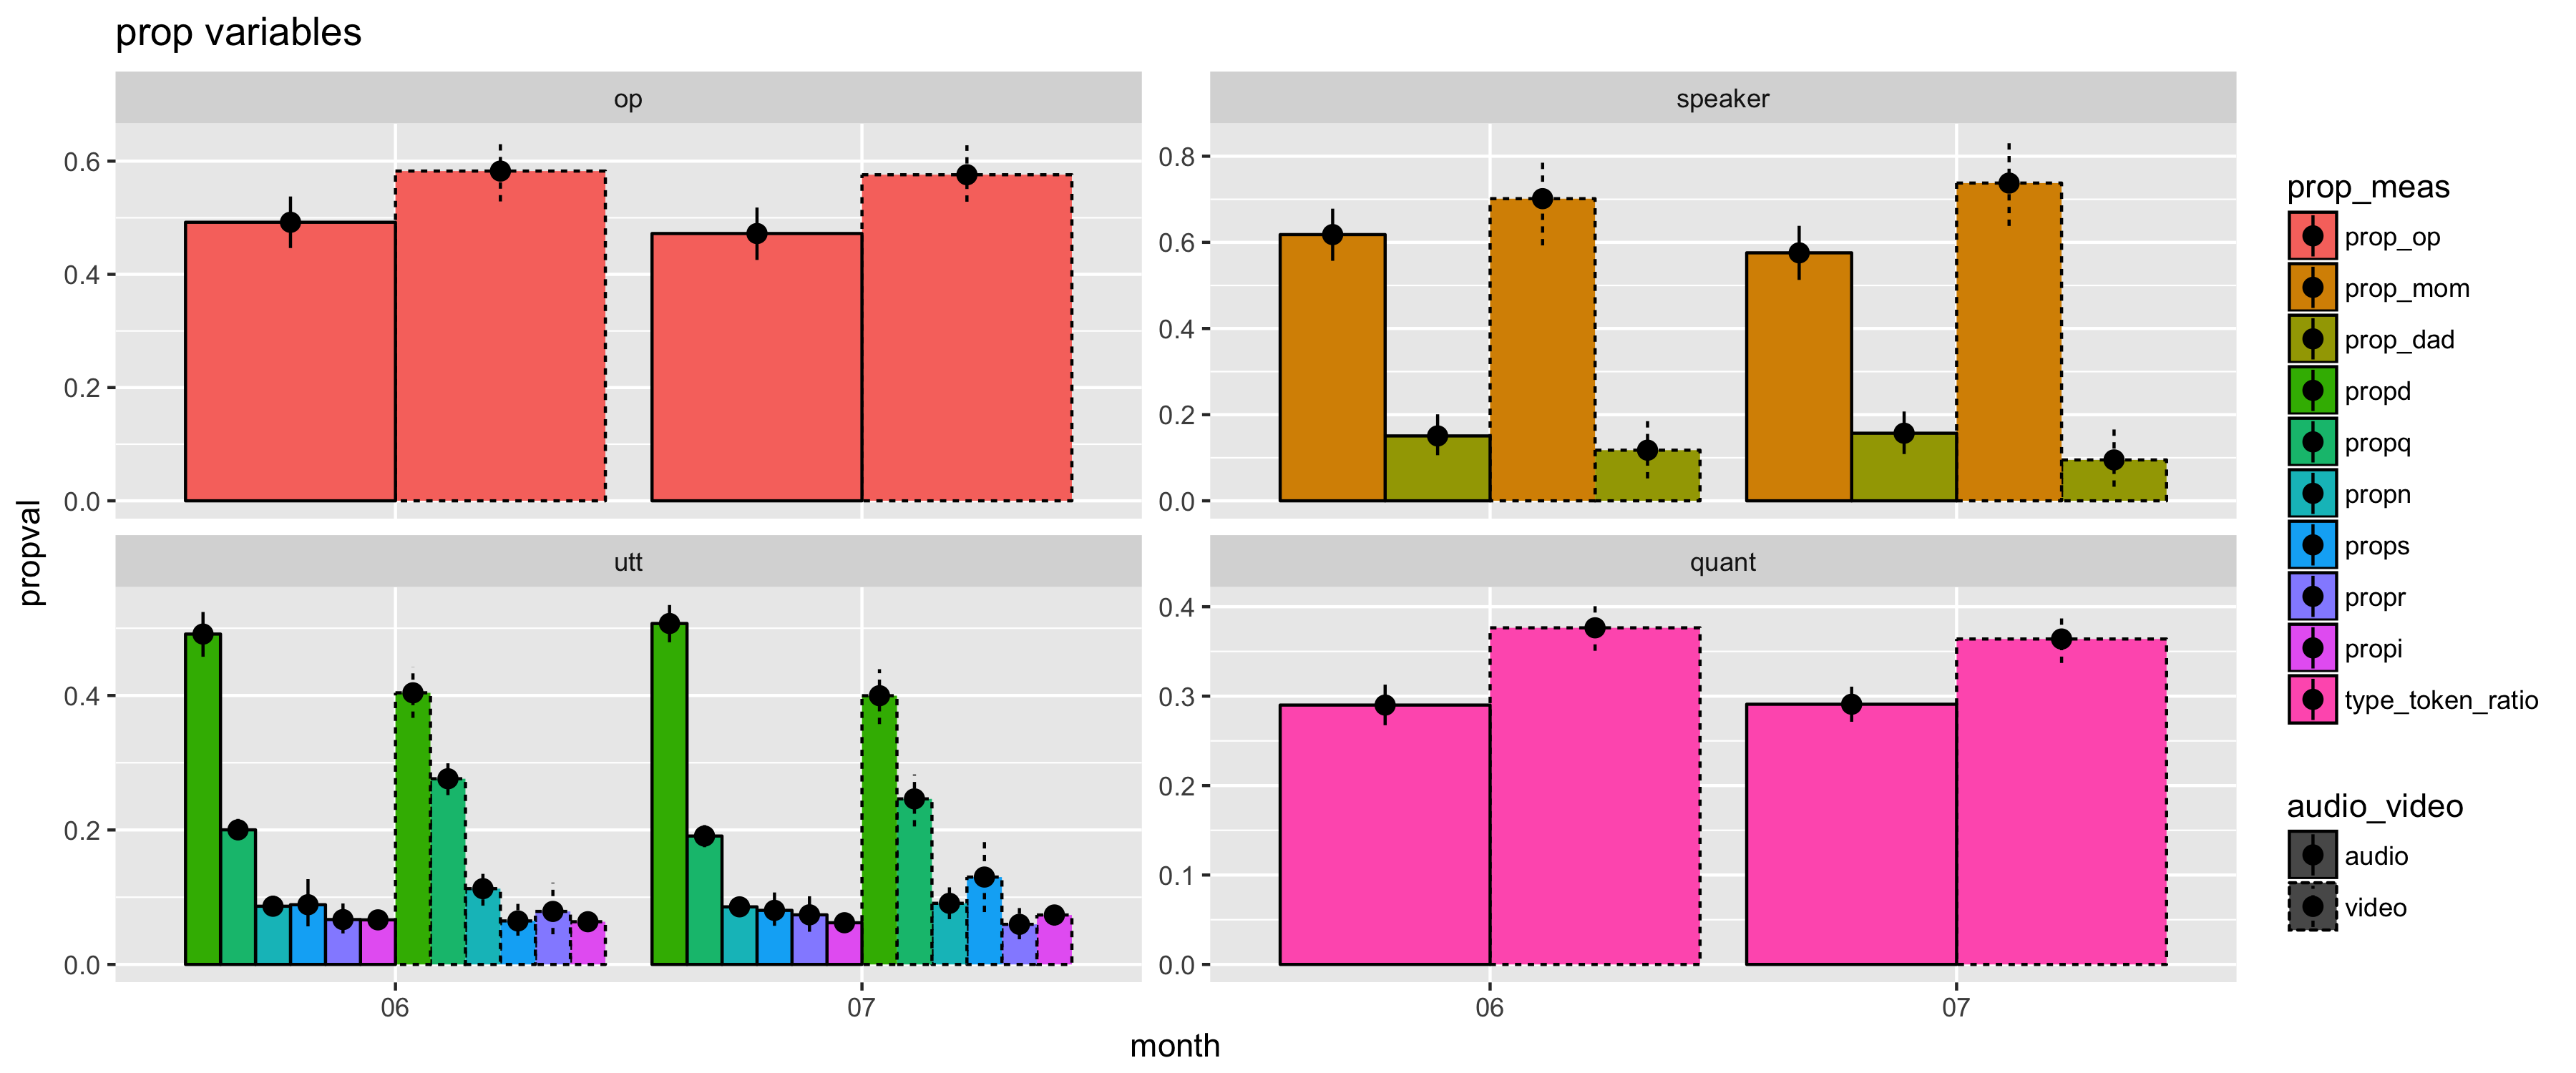 prop variables
op
speaker
0.6
0.4
0.2
0.0
0.8
0.6
0.4
0.2
0.0
propval
utt
quant
0.4
0.2
0.0
0.4
0.3
0.2
0.1
0.0
06
07
06
07
month
prop_meas
prop_op
prop_mom
prop_dad
propd
propq
propn
props
propr
propi
type_token_ratio
audio_video
audio
video